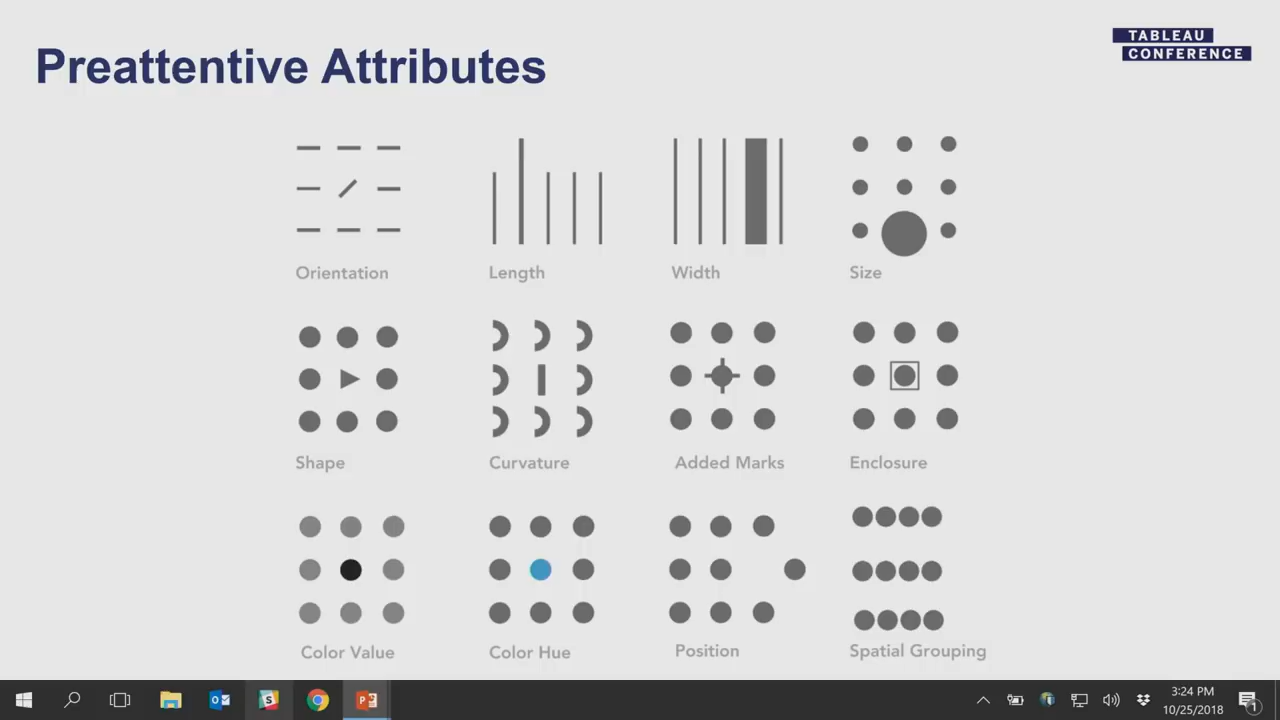 Preattentive Attributes
TABLEAU
CONFERENCE
Orientation
Length
Width
Size
Shape
Curvature
Added Marks
Enclosure
Color Value
Color Hue
Position
Spatial Grouping
3:24 PM
10/25/2018
1